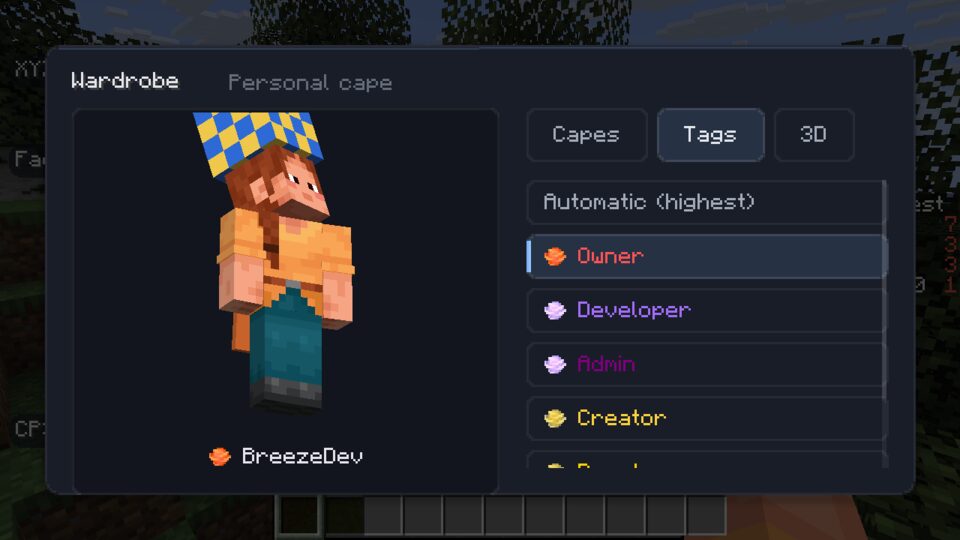 Wardrobe
Personal cape
Capes
Tags
3D
Automatic (highest)
Owner
Developer
Admin
Creator
BreezeDev